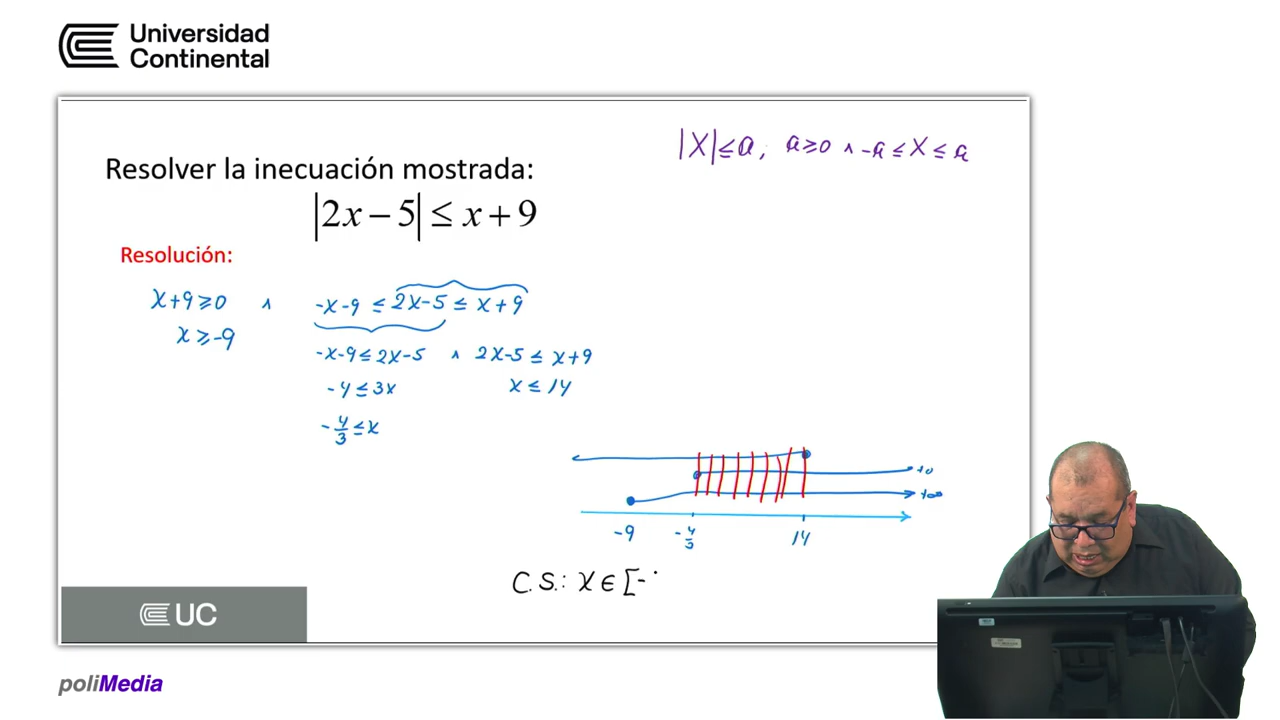 Universidad
Continental
|X| ≤ a, a ≥ 0 ∧ -a ≤ X ≤ a
Resolver la inecuación mostrada:
|2x − 5| ≤ x + 9
Resolución:
x+9 ≥ 0 ∧ -x-9 ≤ 2x-5 ≤ x+9
x ≥ -9
-x-9 ≤ 2x-5 ∧ 2x-5 ≤ x+9
-4 ≤ 3x x ≤ 14
-4/3 ≤ x
+∞
+∞
-9 -4/3 14
C.S.: X ∈ [-
UC
poliMedia